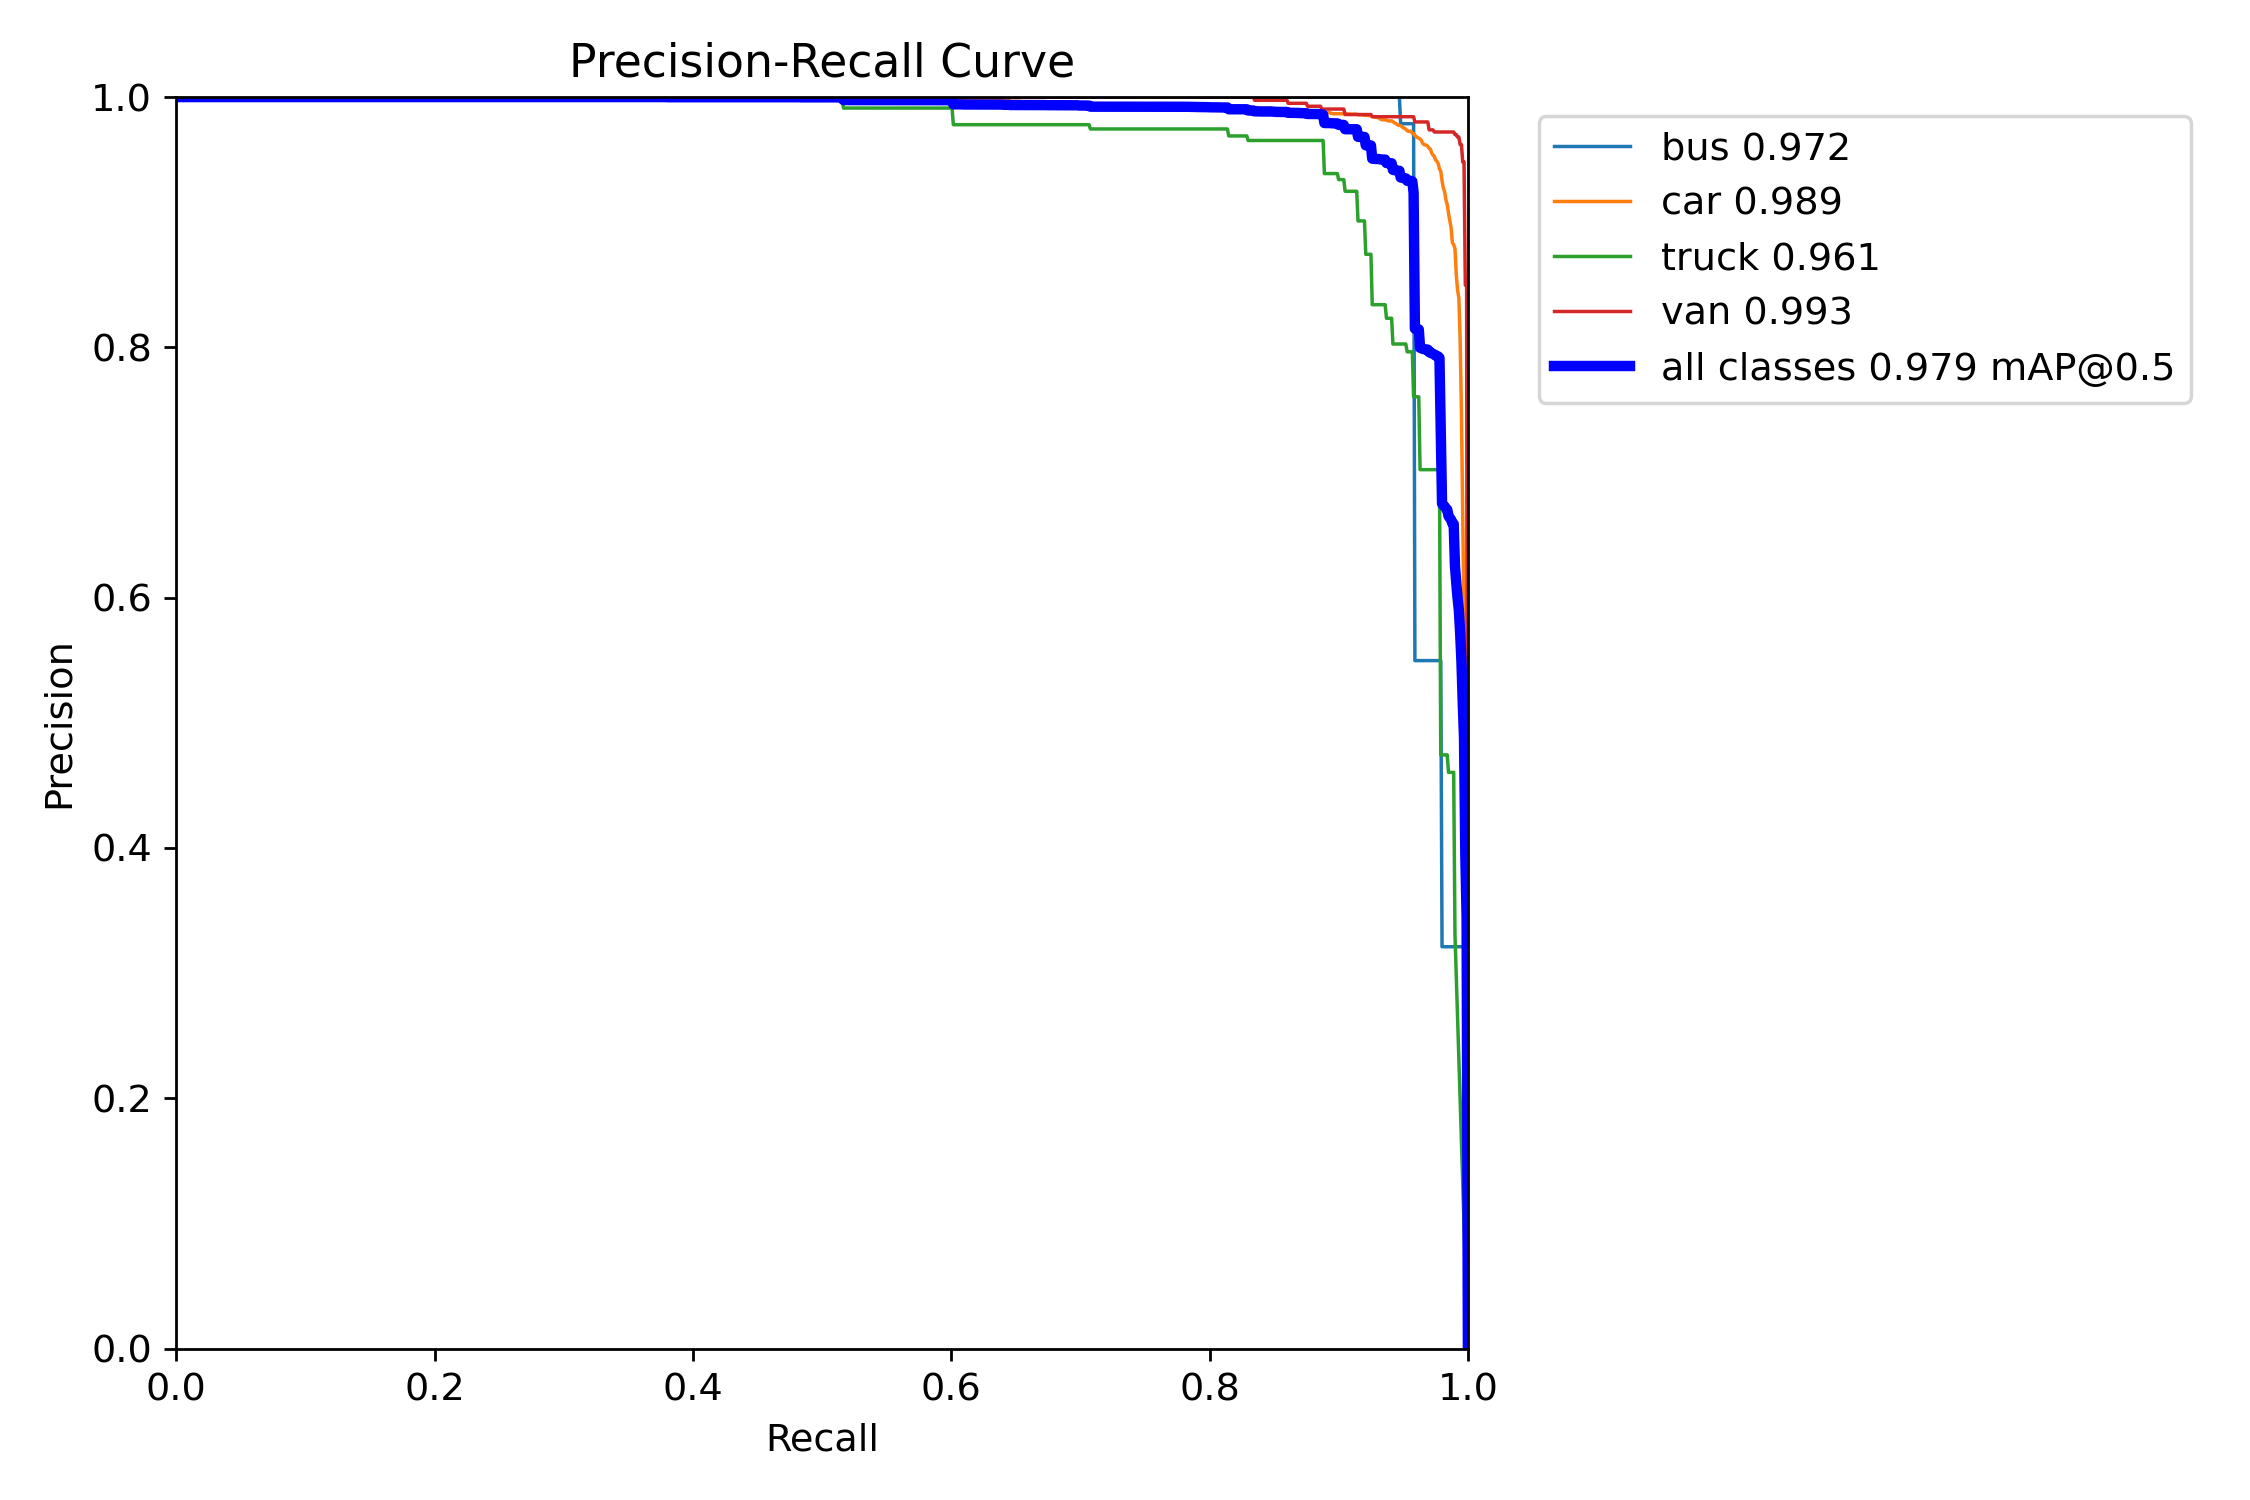 Precision-Recall Curve
1.0
0.8
0.6
0.4
0.2
0.0
Precision
0.0 0.2 0.4 0.6 0.8 1.0
Recall
bus 0.972
car 0.989
truck 0.961
van 0.993
all classes 0.979 mAP@0.5